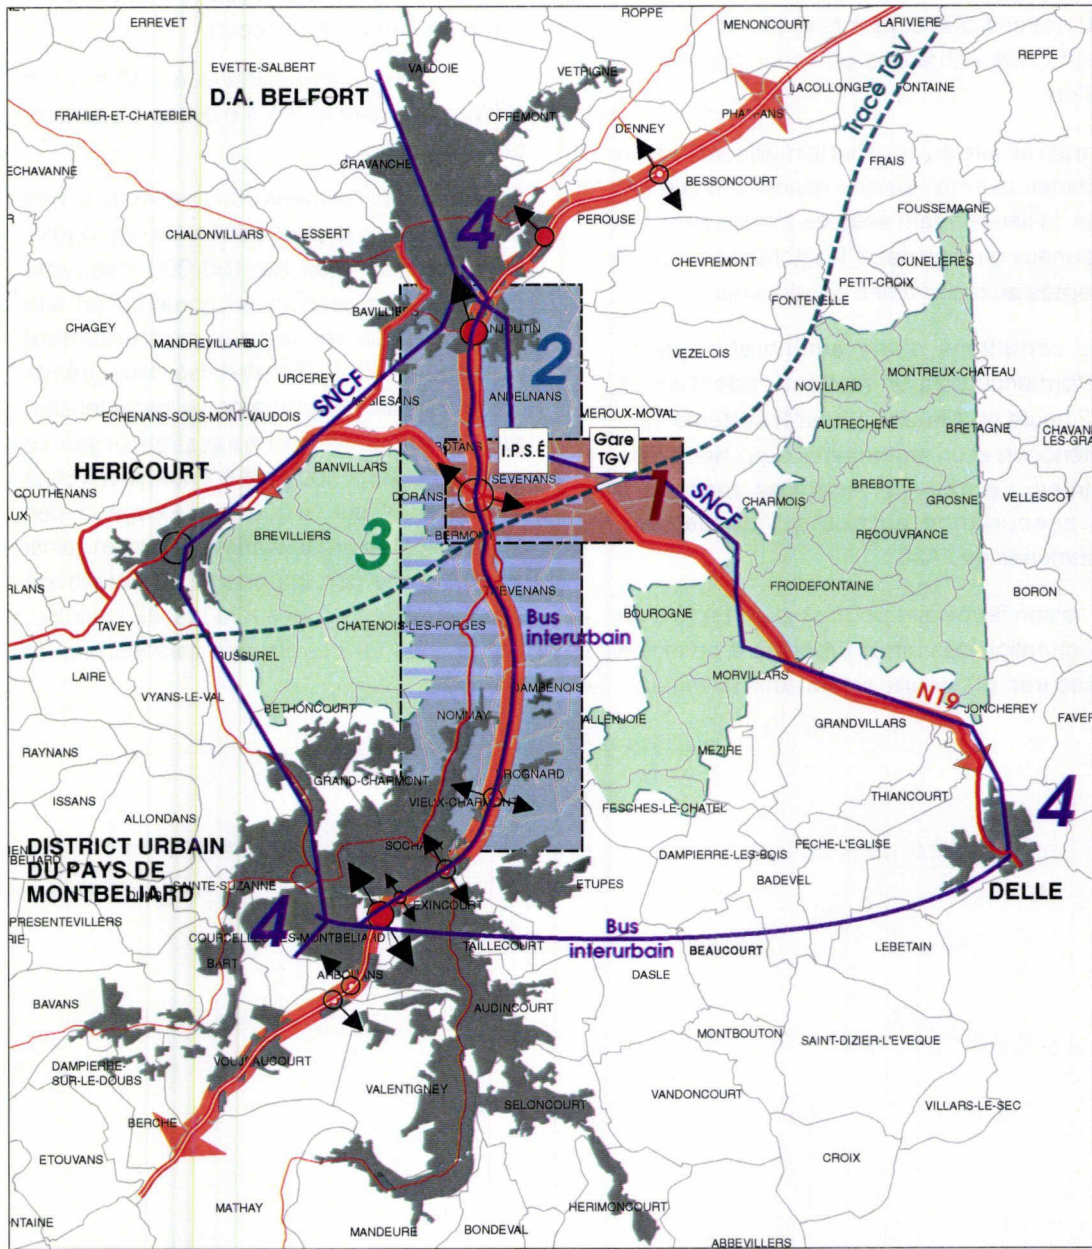 ERREVET
ROPPE
MENONCOURT
LARIVIERE
REPPE
EVETTE-SALBERT
VALDOIE
VETRIGNE
D.A. BELFORT
LACOLLONGE
FONTAINE
Trace TGV
FRAHIER-ET-CHATEBIER
OFFEMONT
PHAFFANS
DENNEY
ECHAVANNE
CRAVANCHE
BESSONCOURT
FRAIS
FOUSSEMAGNE
CHALONVILLARS
ESSERT
4
PEROUSE
CHEVREMONT
CUNELIERES
PETIT-CROIX
FONTENELLE
CHAGEY
BAVILLIERS
ANJOUTIN
2
MANDREVILLARS
BUC
VEZELOIS
URCEREY
SNCF
ARGIESANS
ANDELNANS
NOVILLARD
MONTREUX-CHATEAU
ECHENANS-SOUS-MONT-VAUDOIS
MEROUX-MOVAL
AUTRECHENE
BRETAGNE
BOTANS
I.P.S.É
Gare
TGV
HERICOURT
BANVILLARS
SEVENANS
COUTHENANS
DORANS
1
SNCF
CHARMOIS
BREBOTTE
GROSNE
VELLESCOT
BREVILLIERS
3
BERMONT
RECOUVRANCE
TREVENANS
FROIDEFONTAINE
BORON
TAVEY
CHATENOIS-LES-FORGES
BOUROGNE
Bus
interurbain
LAIRE
BUSSUREL
MORVILLARS
VYANS-LE-VAL
DAMBENOIS
N19
BETHONCOURT
NOMMAY
ALLENJOIE
GRANDVILLARS
JONCHEREY
RAYNANS
MEZIRE
GRAND-CHARMONT
BROGNARD
ISSANS
VIEUX-CHARMONT
FESCHES-LE-CHATEL
THIANCOURT
4
ALLONDANS
DISTRICT URBAIN
DU PAYS DE
MONTBELIARD
SOCHAUX
DAMPIERRE-LES-BOIS
FECHE-L'EGLISE
SAINTE-SUZANNE
ETUPES
BADEVEL
DELLE
PRESENTEVILLERS
4
EXINCOURT
COURCELLES-LES-MONTBELIARD
TAILLECOURT
Bus
interurbain
BEAUCOURT
LEBETAIN
BART
ARBOUANS
DASLE
BAVANS
AUDINCOURT
MONTBOUTON
SAINT-DIZIER-L'EVEQUE
DAMPIERRE-
SUR-LE-DOUBS
VOUJEAUCOURT
VALENTIGNEY
VANDONCOURT
SELONCOURT
VILLARS-LE-SEC
BERCHE
ETOUVANS
CROIX
MATHAY
HERIMONCOURT
MANDEURE
BONDEVAL
ABBEVILLERS